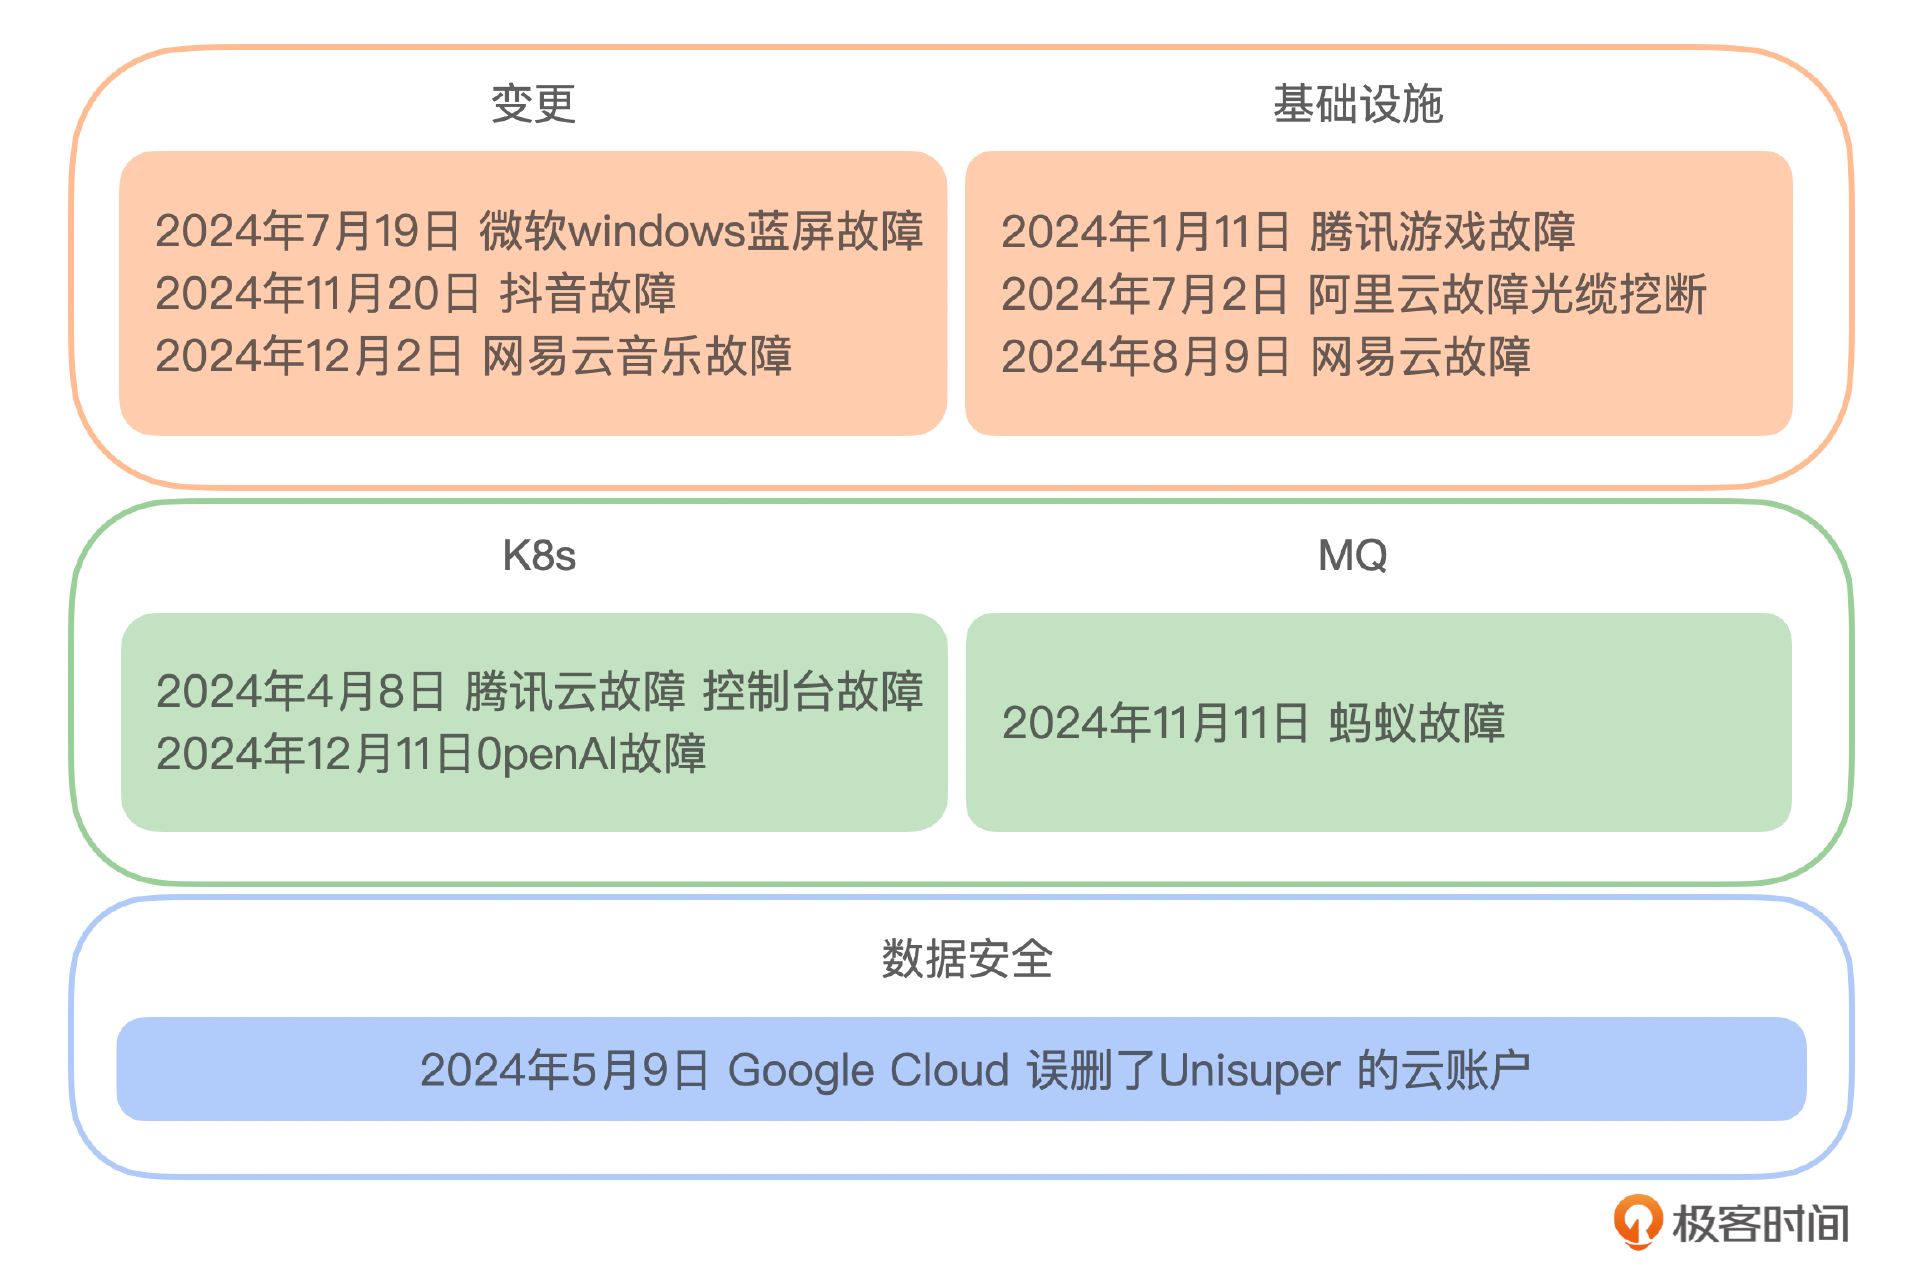 变更
2024年7月19日 微软windows蓝屏故障
2024年11月20日 抖音故障
2024年12月2日 网易云音乐故障
基础设施
2024年1月11日 腾讯游戏故障
2024年7月2日 阿里云故障光缆挖断
2024年8月9日 网易云故障
K8s
2024年4月8日 腾讯云故障 控制台故障
2024年12月11日0penAI故障
MQ
2024年11月11日 蚂蚁故障
数据安全
2024年5月9日 Google Cloud 误删了Unisuper 的云账户
极客时间